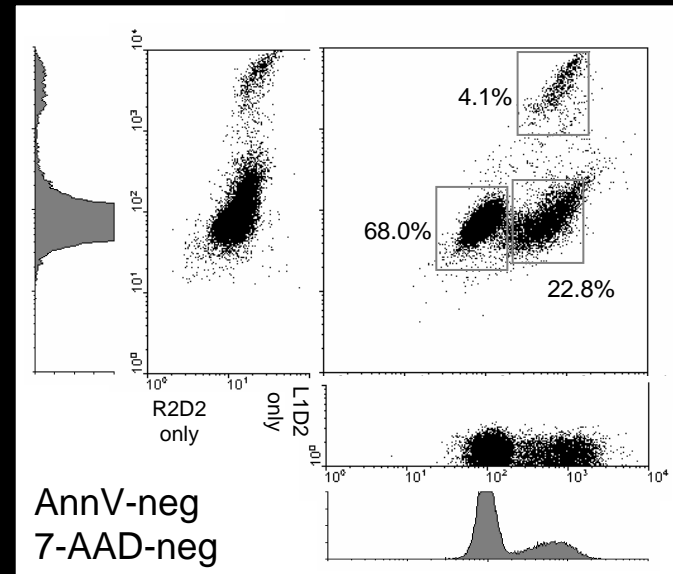 10⁴
10³
10²
10¹
10⁰
4.1%
68.0%
22.8%
10⁰ 10¹
R2D2
only
L1D2
only
10⁰
10⁰ 10¹ 10² 10³ 10⁴
AnnV-neg
7-AAD-neg